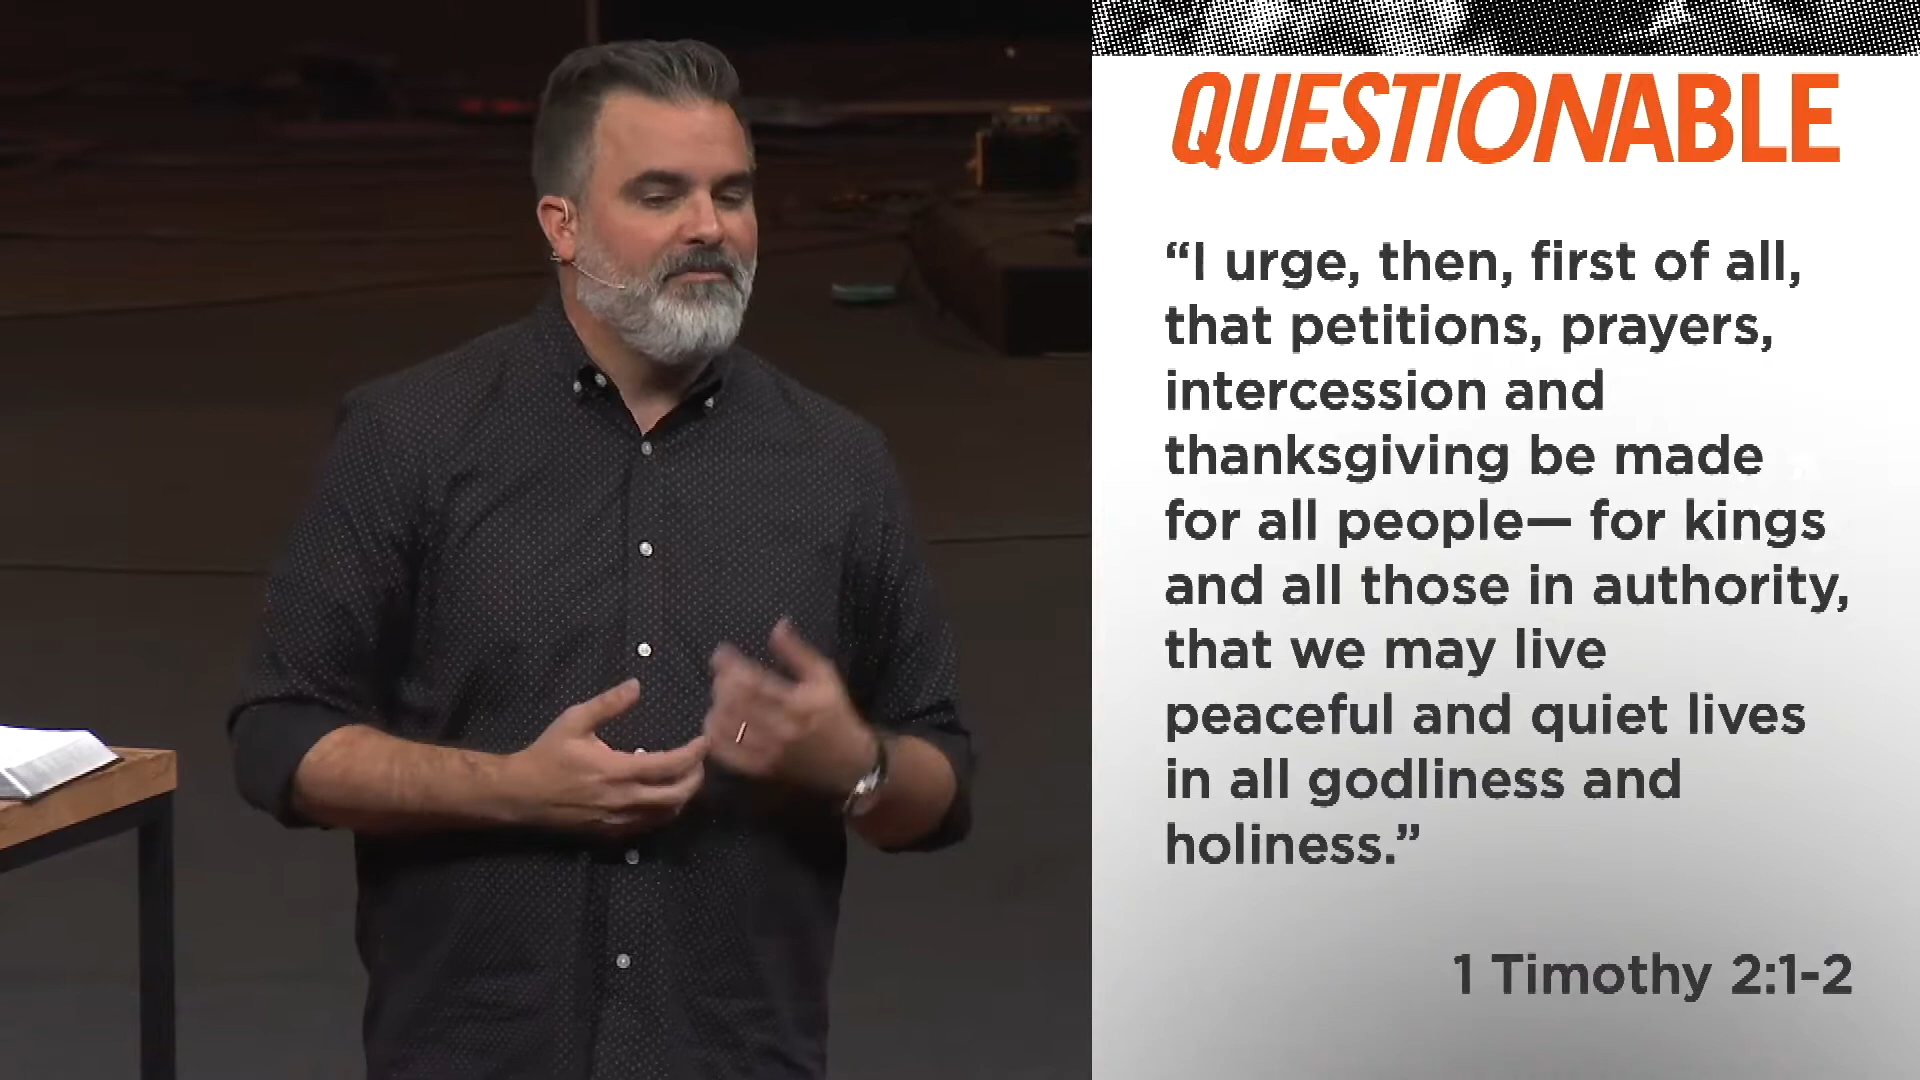 QUESTIONABLE
“I urge, then, first of all,
that petitions, prayers,
intercession and
thanksgiving be made
for all people— for kings
and all those in authority,
that we may live
peaceful and quiet lives
in all godliness and
holiness.”
1 Timothy 2:1-2